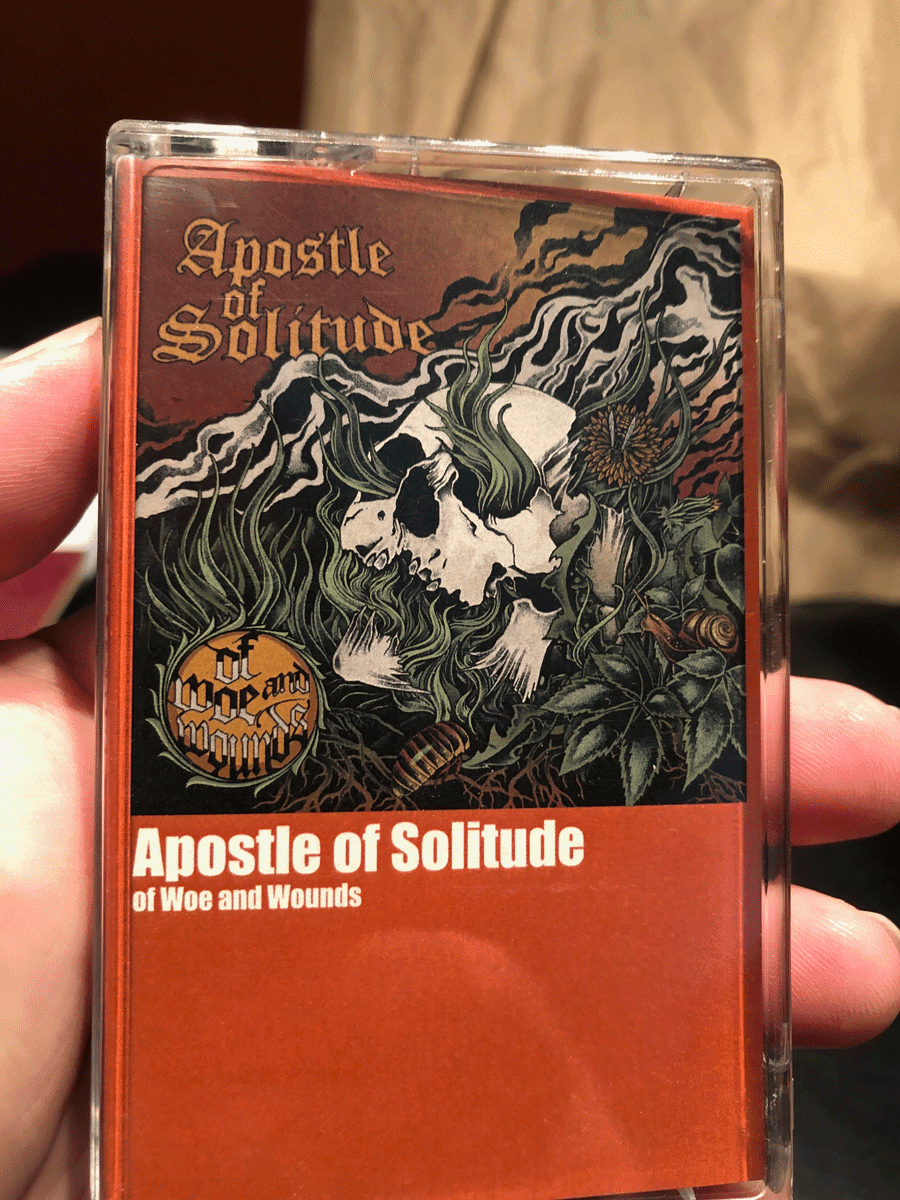 Apostle
of
Solitude
of
Woe and
Wounds
Apostle of Solitude
of Woe and Wounds